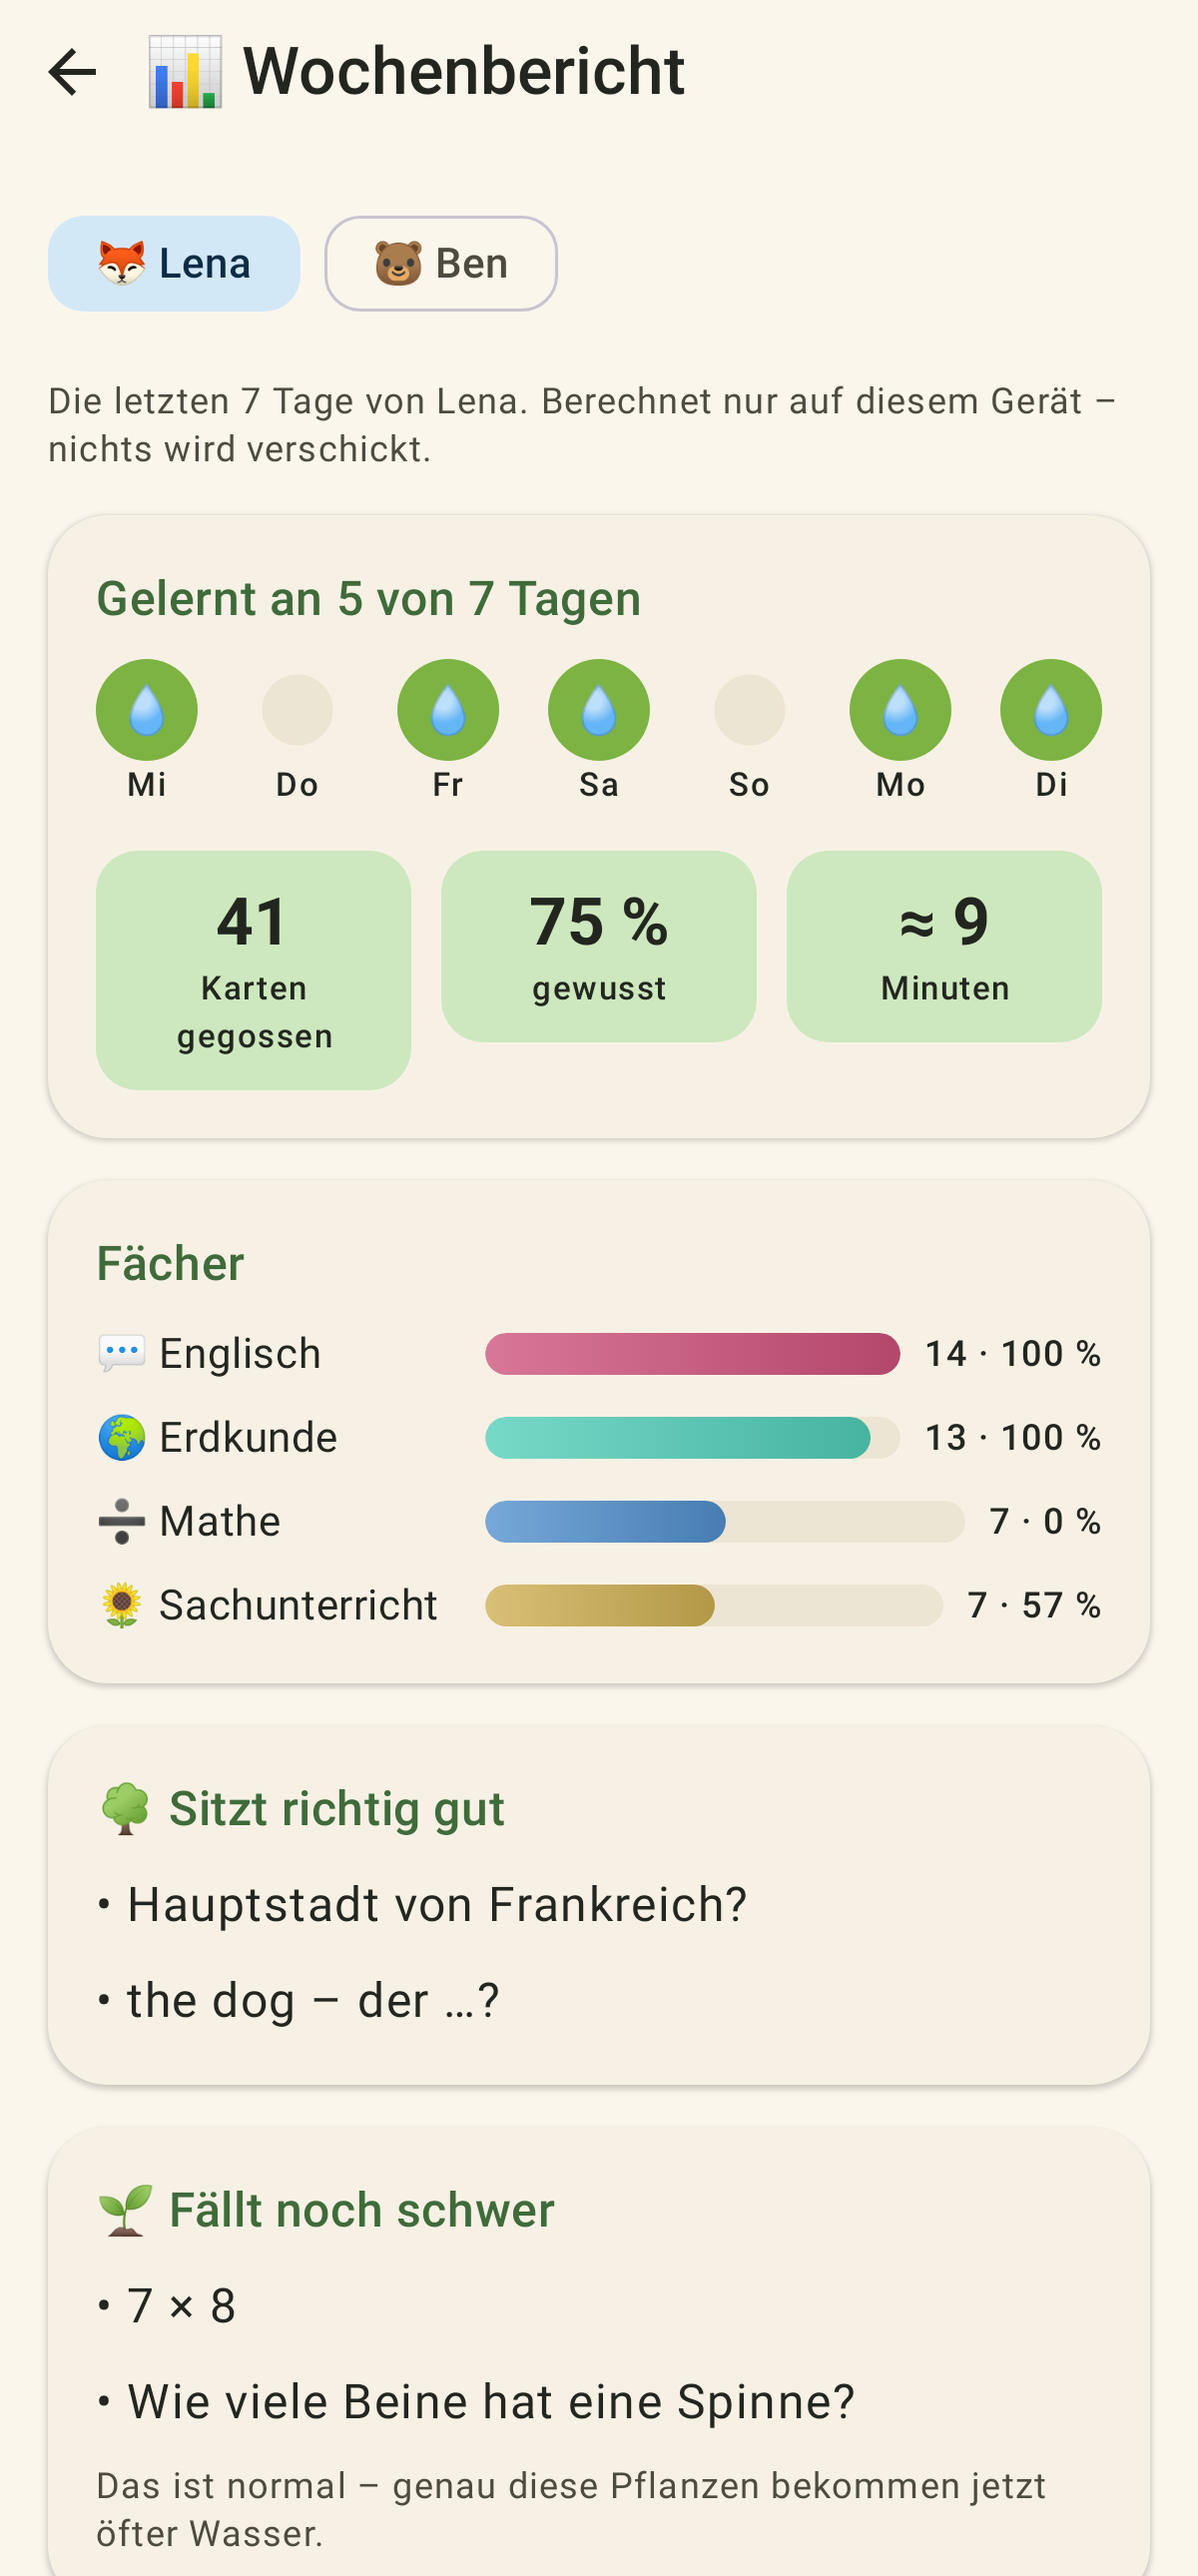 Wochenbericht
Lena
Ben
Die letzten 7 Tage von Lena. Berechnet nur auf diesem Gerät –
nichts wird verschickt.
Gelernt an 5 von 7 Tagen
Mi Do Fr Sa So Mo Di
41
Karten
gegossen
75 %
gewusst
≈ 9
Minuten
Fächer
Englisch 14 · 100 %
Erdkunde 13 · 100 %
Mathe 7 · 0 %
Sachunterricht 7 · 57 %
Sitzt richtig gut
• Hauptstadt von Frankreich?
• the dog – der …?
Fällt noch schwer
• 7 × 8
• Wie viele Beine hat eine Spinne?
Das ist normal – genau diese Pflanzen bekommen jetzt
öfter Wasser.